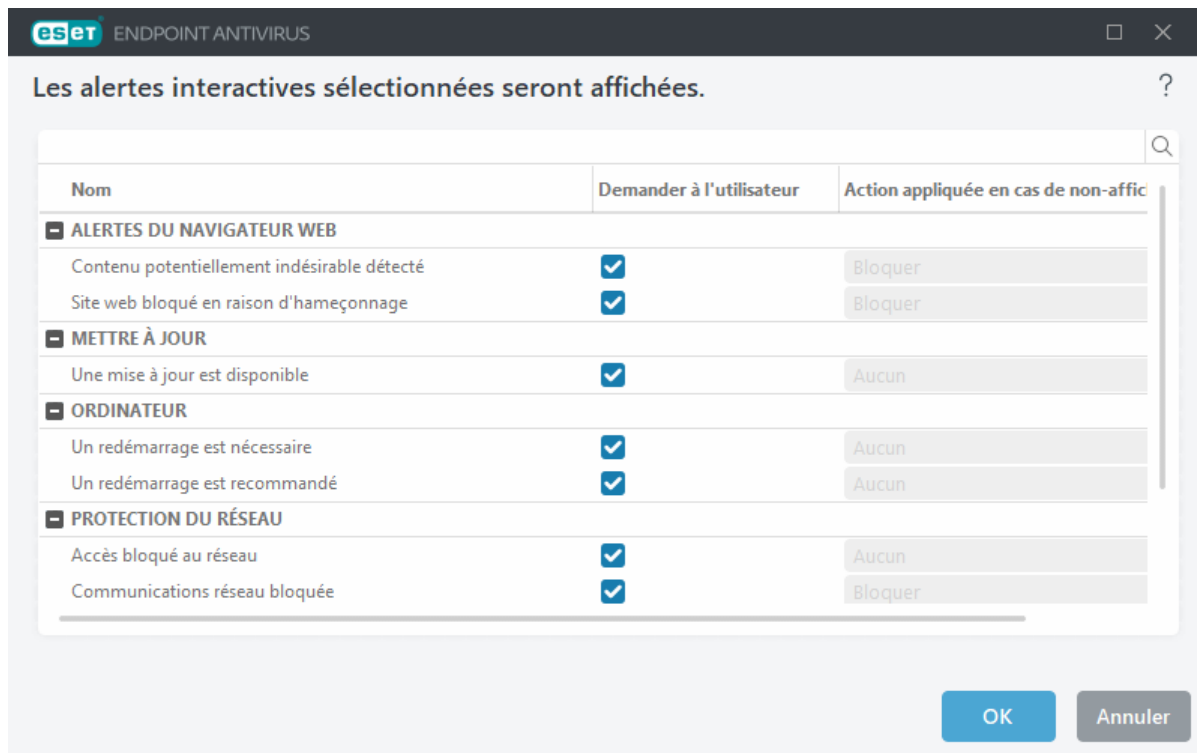 eset ENDPOINT ANTIVIRUS
Les alertes interactives sélectionnées seront affichées. ?
Nom Demander à l'utilisateur Action appliquée en cas de non-affic
ALERTES DU NAVIGATEUR WEB
Contenu potentiellement indésirable détecté Bloquer
Site web bloqué en raison d'hameçonnage Bloquer
METTRE À JOUR
Une mise à jour est disponible Aucun
ORDINATEUR
Un redémarrage est nécessaire Aucun
Un redémarrage est recommandé Aucun
PROTECTION DU RÉSEAU
Accès bloqué au réseau Aucun
Communications réseau bloquée Bloquer
OK Annuler